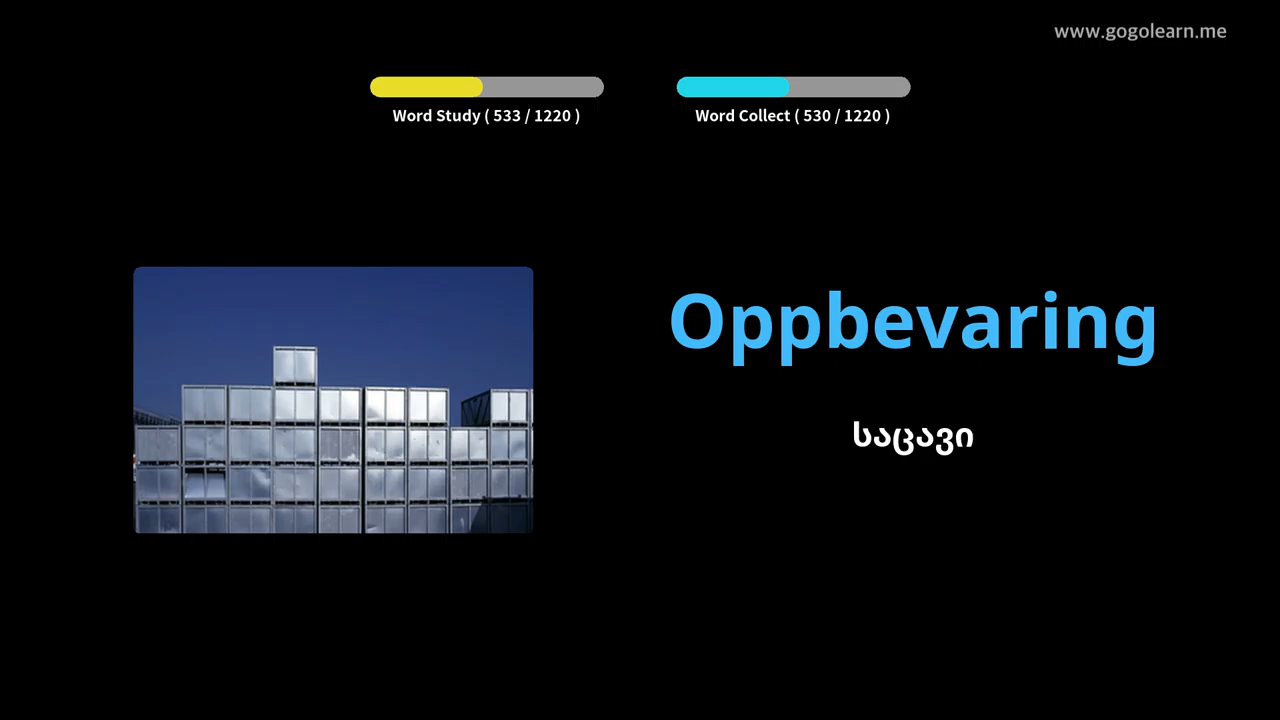 www.gogolearn.me
Word Study ( 533 / 1220 )
Word Collect ( 530 / 1220 )
Oppbevaring
საცავი